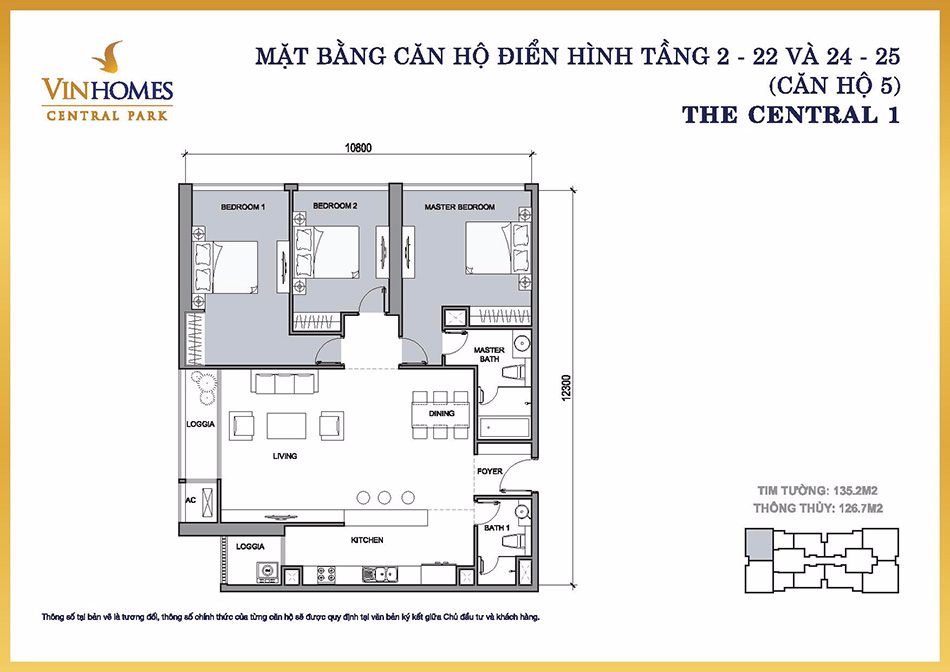 VINHOMES
CENTRAL PARK
MẶT BẰNG CĂN HỘ ĐIỂN HÌNH TẦNG 2 - 22 VÀ 24 - 25
(CĂN HỘ 5)
THE CENTRAL 1
10800
BEDROOM 1
BEDROOM 2
MASTER BEDROOM
MASTER
BATH
12300
LOGGIA
DINING
LIVING
FOYER
AC
BATH 1
KITCHEN
LOGGIA
TIM TƯỜNG: 135.2M2
THÔNG THỦY: 126.7M2
Thông số tại bản vẽ là tương đối, thông số chính thức của từng căn hộ sẽ được quy định tại văn bản ký kết giữa Chủ đầu tư và khách hàng.